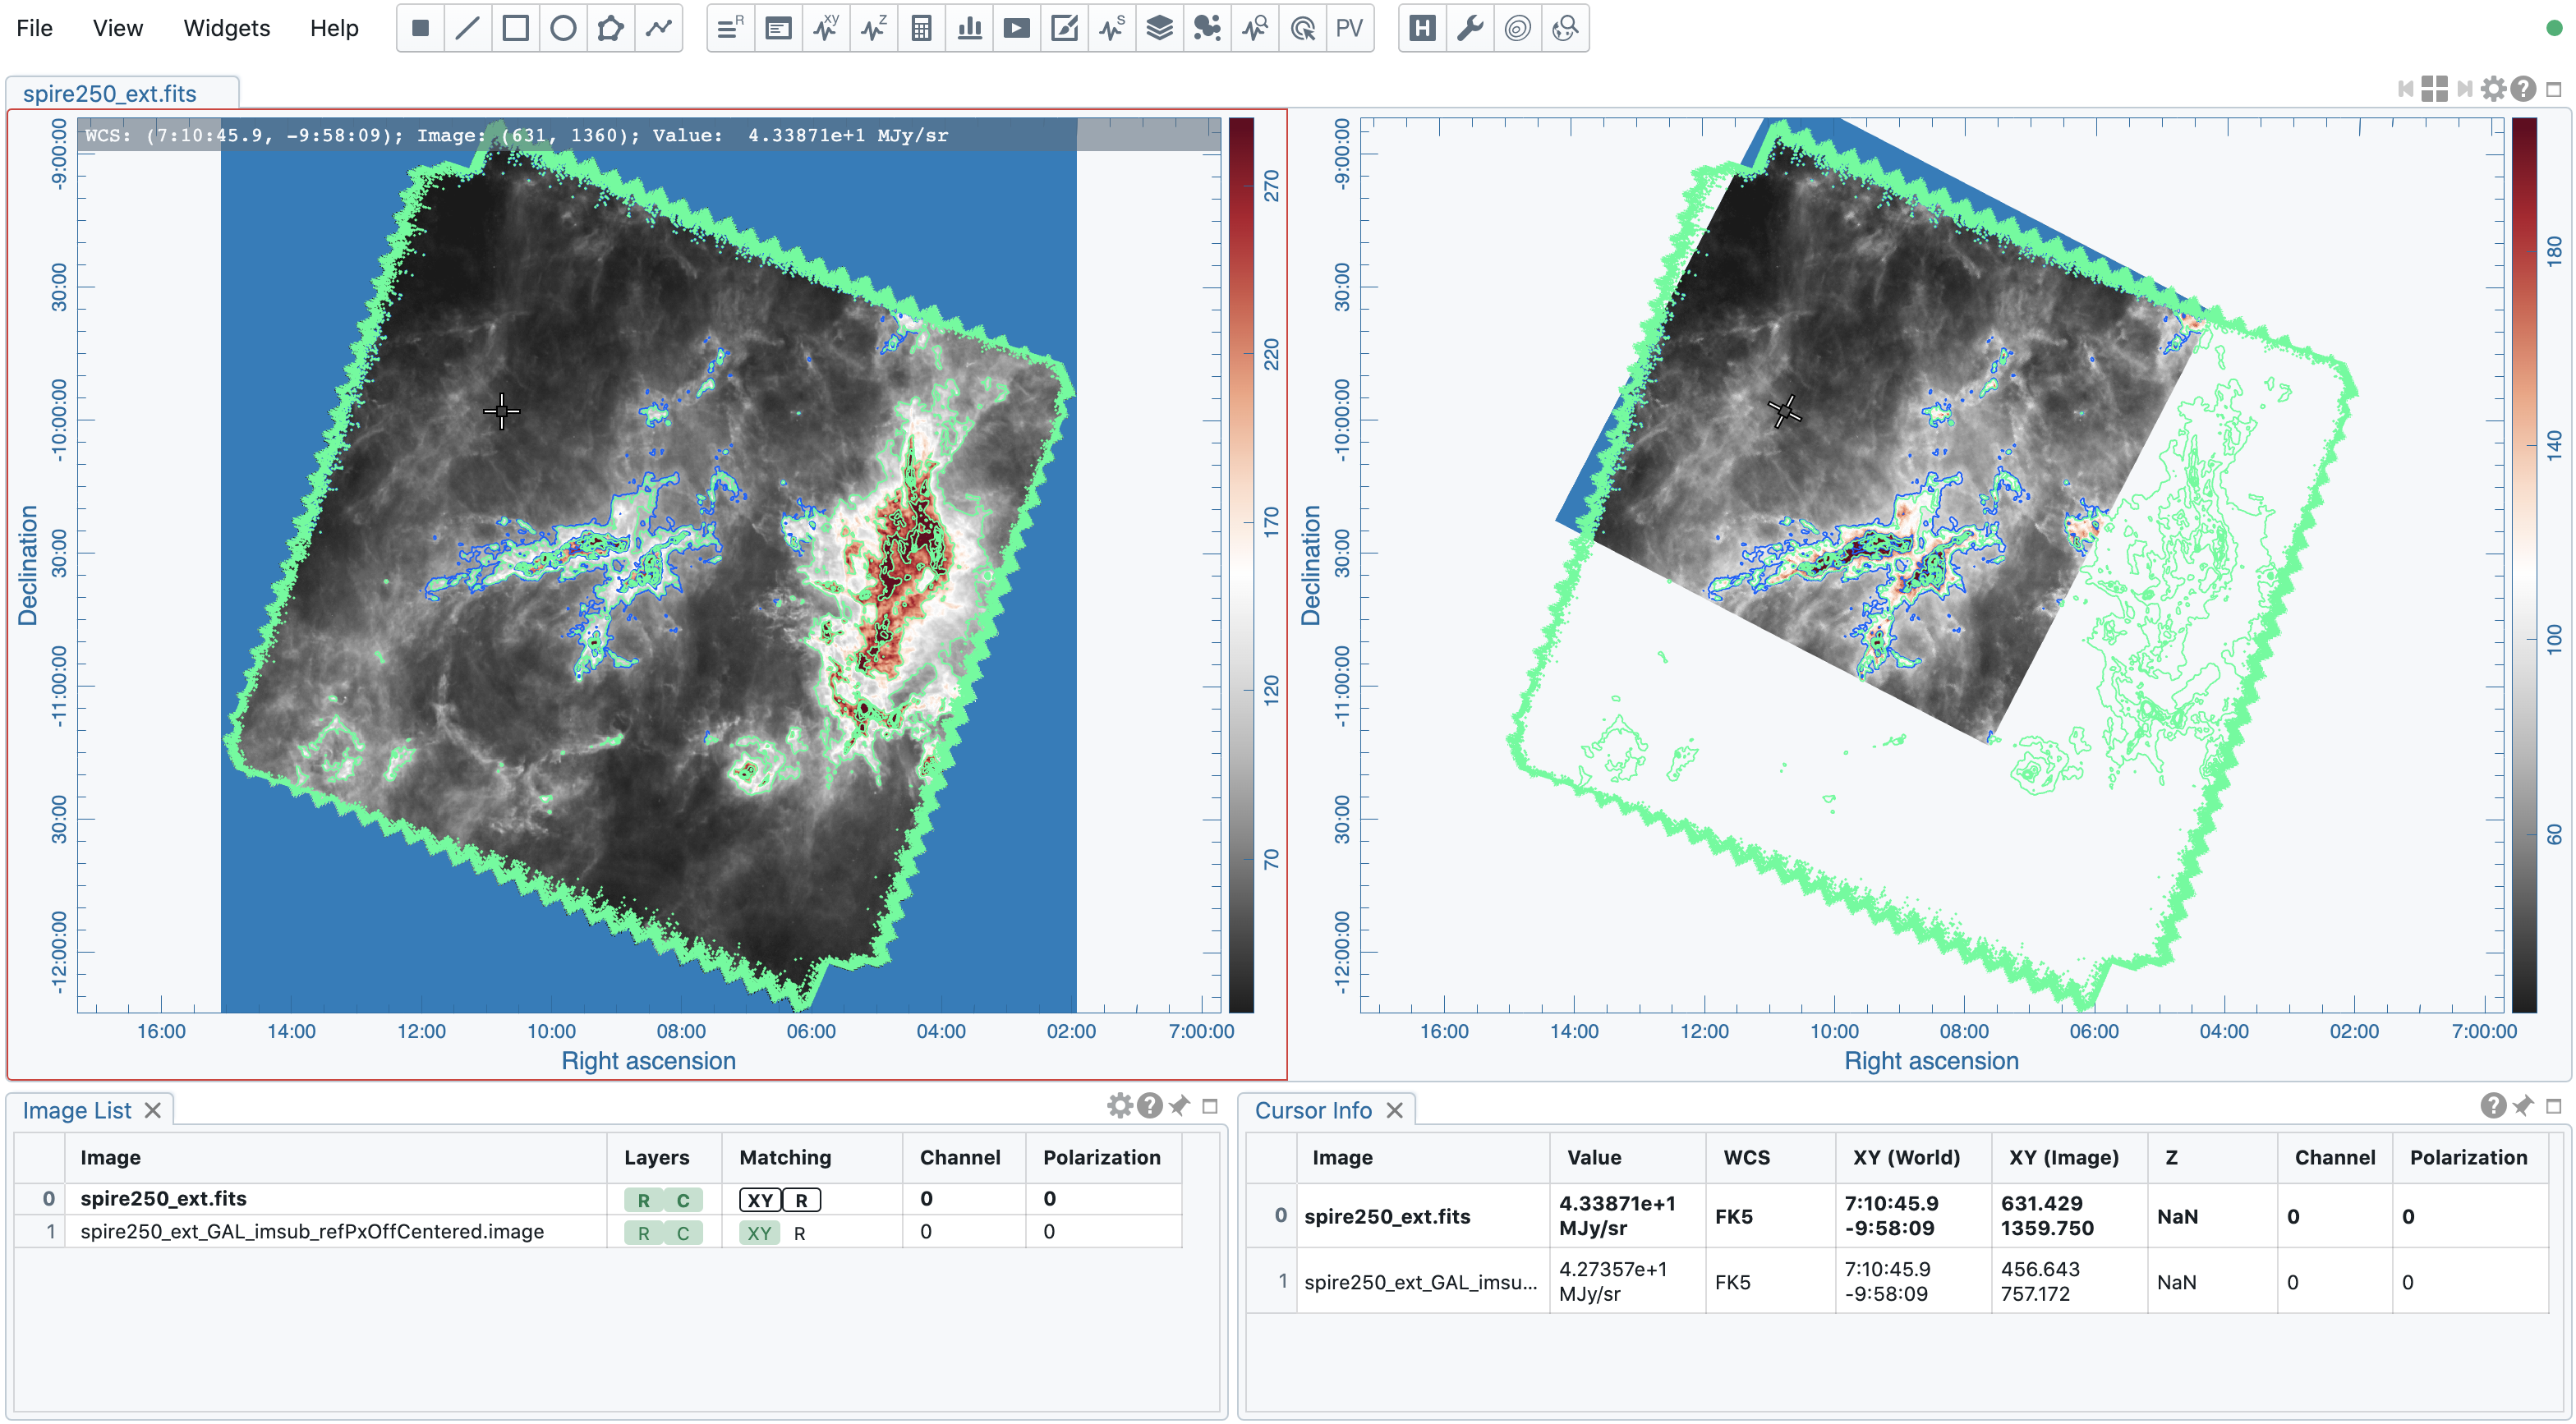 File View Widgets Help R XY Z S PV H
spire250_ext.fits
WCS: (7:10:45.9, -9:58:09); Image: (631, 1360); Value: 4.33871e+1 MJy/sr
-9:00:00
30:00
-10:00:00
30:00
-11:00:00
30:00
-12:00:00
Declination
16:00 14:00 12:00 10:00 08:00 06:00 04:00 02:00 7:00:00
Right ascension
270
220
170
120
70
-9:00:00
30:00
-10:00:00
30:00
-11:00:00
30:00
-12:00:00
Declination
16:00 14:00 12:00 10:00 08:00 06:00 04:00 02:00 7:00:00
Right ascension
180
140
100
60
Image List
Image Layers Matching Channel Polarization
0 spire250_ext.fits R C XY R 0 0
1 spire250_ext_GAL_imsub_refPxOffCentered.image R C XY R 0 0
Cursor Info
Image Value WCS XY (World) XY (Image) Z Channel Polarization
0 spire250_ext.fits 4.33871e+1 MJy/sr FK5 7:10:45.9 -9:58:09 631.429 1359.750 NaN 0 0
1 spire250_ext_GAL_imsu... 4.27357e+1 MJy/sr FK5 7:10:45.9 -9:58:09 456.643 757.172 NaN 0 0